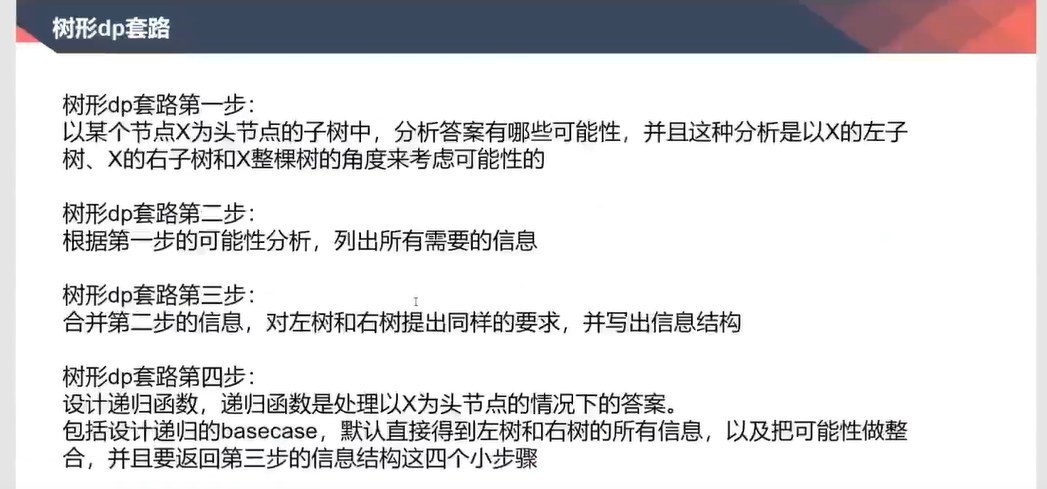 树形dp套路
树形dp套路第一步：
以某个节点X为头节点的子树中，分析答案有哪些可能性，并且这种分析是以X的左子
树、X的右子树和X整棵树的角度来考虑可能性的
树形dp套路第二步：
根据第一步的可能性分析，列出所有需要的信息
树形dp套路第三步：
合并第二步的信息，对左树和右树提出同样的要求，并写出信息结构
树形dp套路第四步：
设计递归函数，递归函数是处理以X为头节点的情况下的答案。
包括设计递归的basecase，默认直接得到左树和右树的所有信息，以及把可能性做整
合，并且要返回第三步的信息结构这四个小步骤